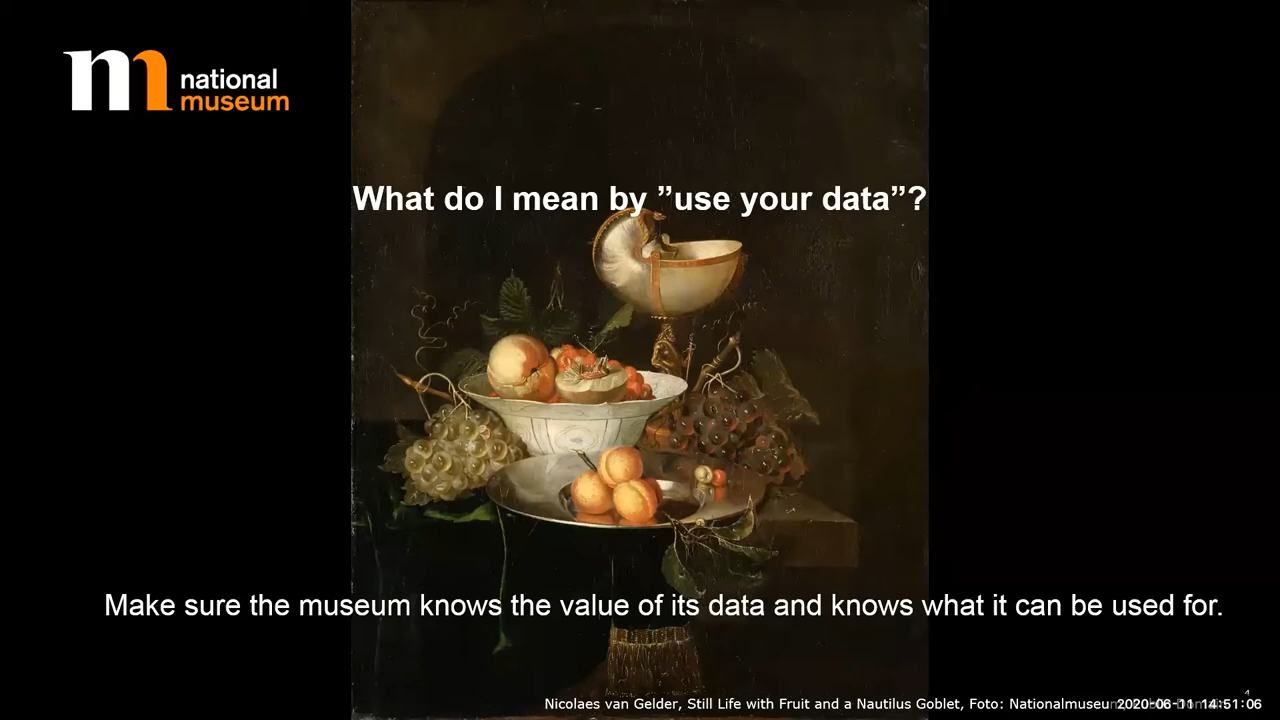 m national
museum
What do I mean by ”use your data”?
Make sure the museum knows the value of its data and knows what it can be used for.
4
Nicolaes van Gelder, Still Life with Fruit and a Nautilus Goblet, Foto: Nationalmuseu 2020-06-11 14:51:06